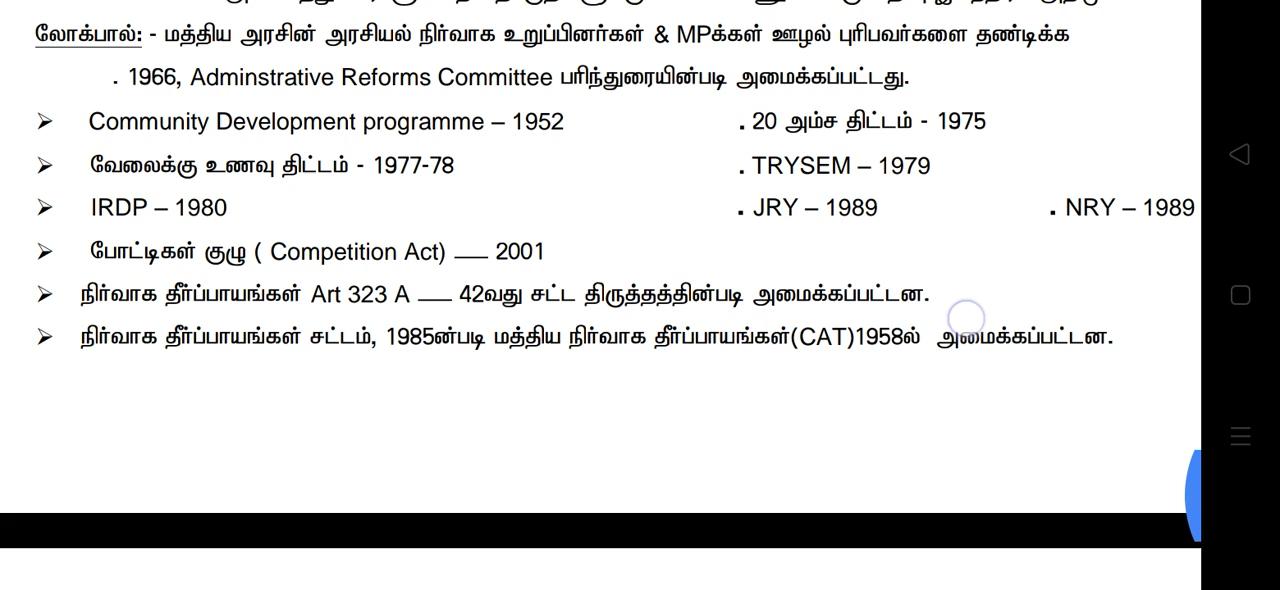 லோக்பால்: - மத்திய அரசின் அரசியல் நிர்வாக உறுப்பினர்கள் & MPக்கள் ஊழல் புரிபவர்களை தண்டிக்க
. 1966, Adminstrative Reforms Committee பரிந்துரையின்படி அமைக்கப்பட்டது.
➢ Community Development programme – 1952 . 20 அம்ச திட்டம் - 1975
➢ வேலைக்கு உணவு திட்டம் - 1977-78 . TRYSEM – 1979
➢ IRDP – 1980 . JRY – 1989 . NRY – 1989
➢ போட்டிகள் குழு ( Competition Act) ___ 2001
➢ நிர்வாக தீர்ப்பாயங்கள் Art 323 A ___ 42வது சட்ட திருத்தத்தின்படி அமைக்கப்பட்டன.
➢ நிர்வாக தீர்ப்பாயங்கள் சட்டம், 1985ன்படி மத்திய நிர்வாக தீர்ப்பாயங்கள்(CAT)1958ல் அமைக்கப்பட்டன.